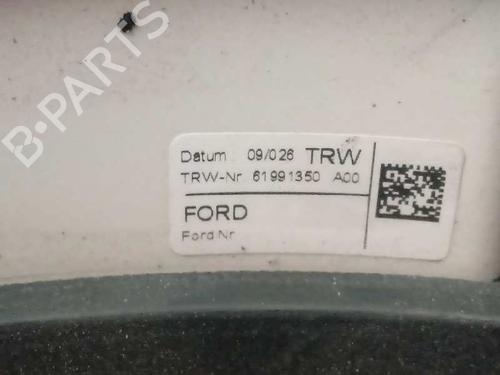 B-PARTS
Datum: 09/026 TRW
TRW-Nr. 61991350 A00
FORD
Ford Nr